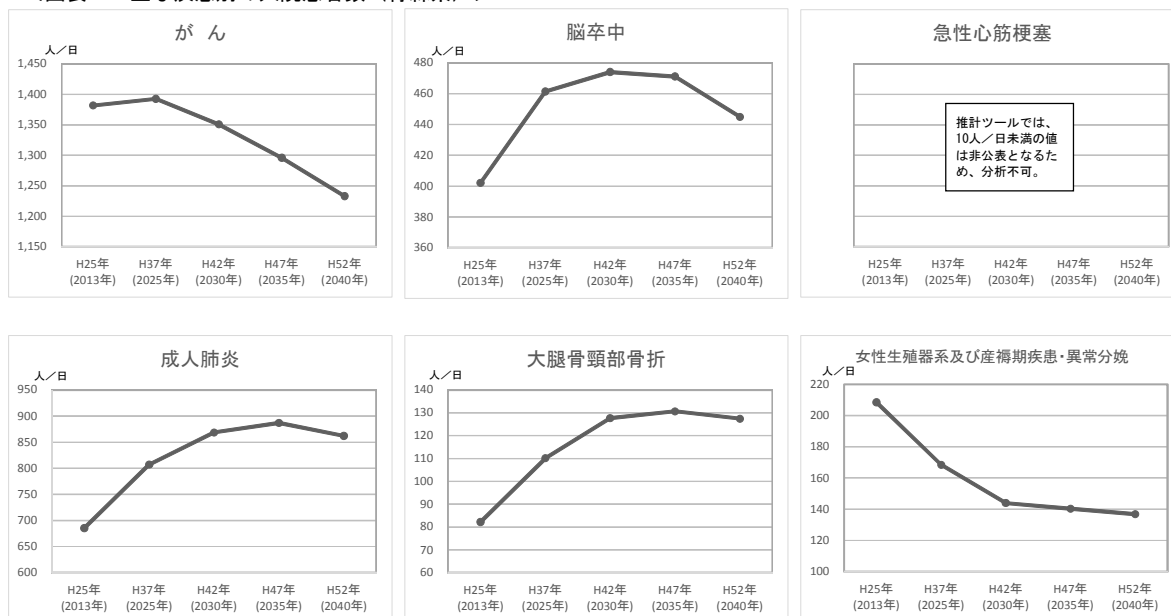 がん
人／日
1,450
1,400
1,350
1,300
1,250
1,200
1,150
H25年 H37年 H42年 H47年 H52年
(2013年) (2025年) (2030年) (2035年) (2040年)
脳卒中
人／日
480
460
440
420
400
380
360
H25年 H37年 H42年 H47年 H52年
(2013年) (2025年) (2030年) (2035年) (2040年)
急性心筋梗塞
推計ツールでは、
10人／日未満の値
は非公表となるた
め、分析不可。
H25年 H37年 H42年 H47年 H52年
(2013年) (2025年) (2030年) (2035年) (2040年)
成人肺炎
人／日
950
900
850
800
750
700
650
600
H25年 H37年 H42年 H47年 H52年
(2013年) (2025年) (2030年) (2035年) (2040年)
大腿骨頸部骨折
人／日
140
130
120
110
100
90
80
70
60
H25年 H37年 H42年 H47年 H52年
(2013年) (2025年) (2030年) (2035年) (2040年)
女性生殖器系及び産褥期疾患・異常分娩
人／日
220
200
180
160
140
120
100
H25年 H37年 H42年 H47年 H52年
(2013年) (2025年) (2030年) (2035年) (2040年)